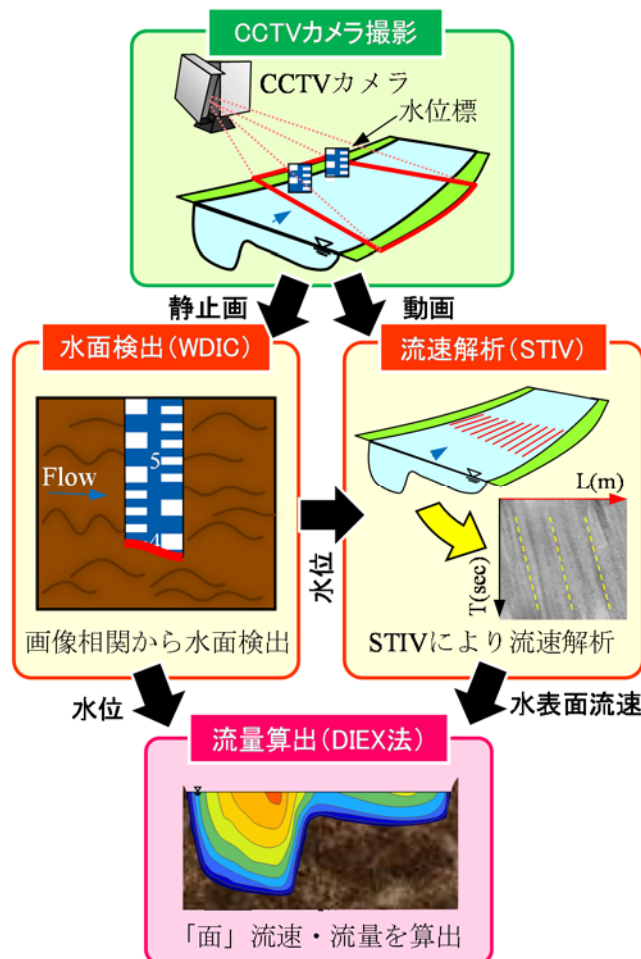 CCTVカメラ撮影
CCTVカメラ
水位標
静止画
動画
水面検出(WDIC)
Flow
5
4
画像相関から水面検出
水位
流速解析(STIV)
L(m)
T(sec)
STIVにより流速解析
水位
水表面流速
流量算出(DIEX法)
「面」流速・流量を算出